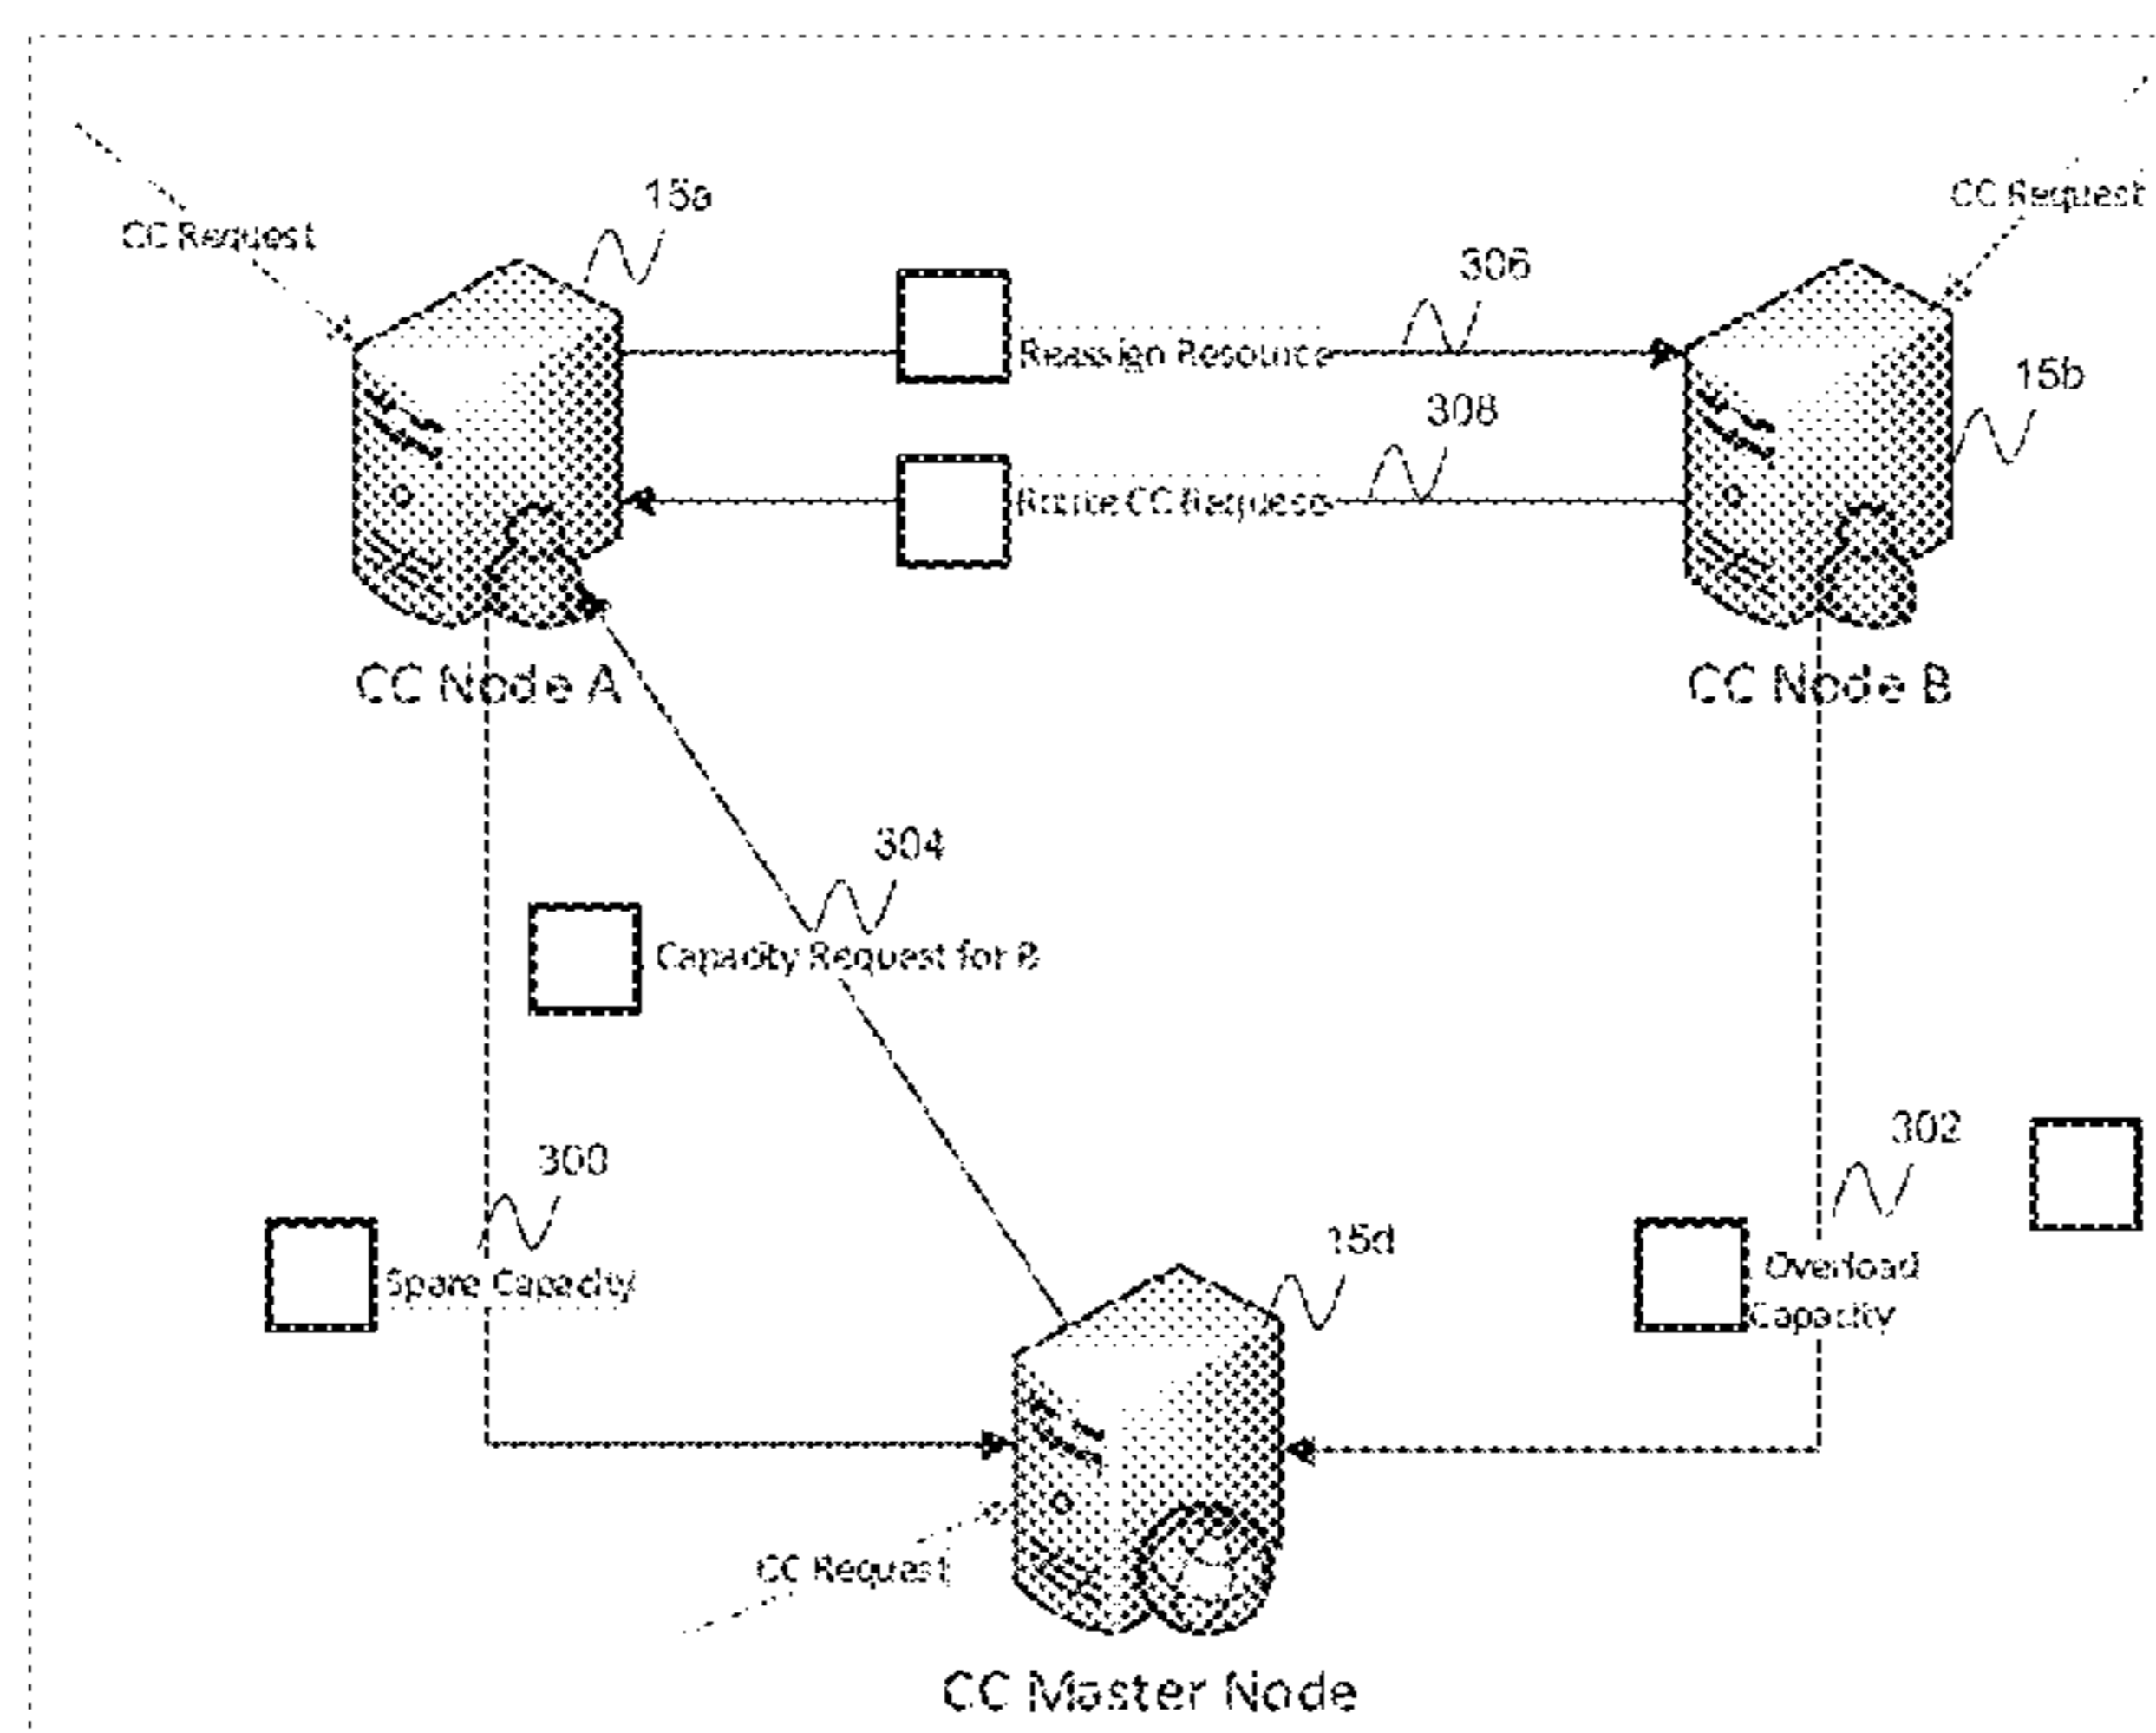 15a
CC Request
CC Request
306
Reassign Resource
15b
308
Route CC Requests
CC Node A
CC Node B
304
Capacity Request for B
302
300
15d
Spare Capacity
Overload
Capacity
CC Request
CC Master Node